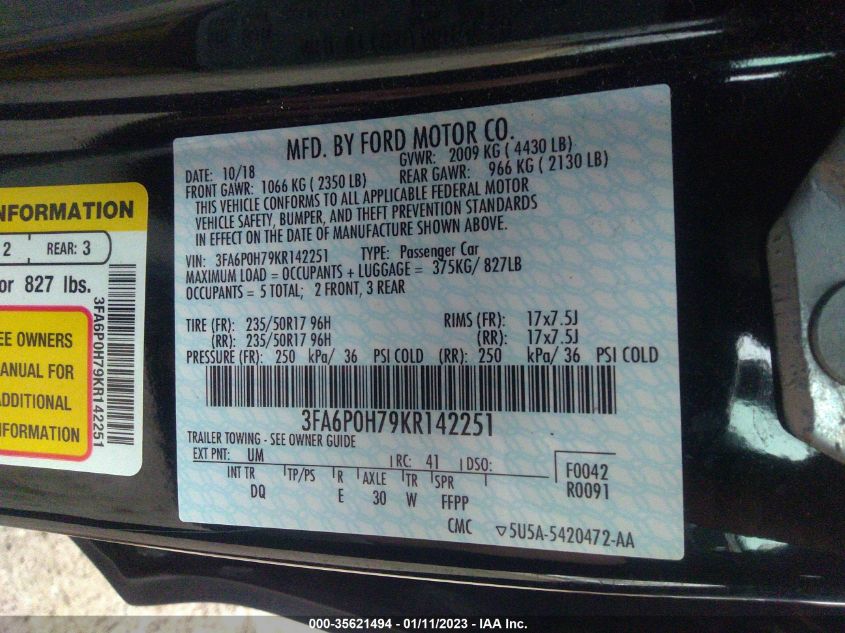 MFD. BY FORD MOTOR CO.
DATE: 10/18 GVWR: 2009 KG ( 4430 LB)
FRONT GAWR: 1066 KG ( 2350 LB) REAR GAWR: 966 KG ( 2130 LB)
THIS VEHICLE CONFORMS TO ALL APPLICABLE FEDERAL MOTOR
VEHICLE SAFETY, BUMPER, AND THEFT PREVENTION STANDARDS
IN EFFECT ON THE DATE OF MANUFACTURE SHOWN ABOVE.
VIN: 3FA6P0H79KR142251 TYPE: Passenger Car
MAXIMUM LOAD = OCCUPANTS + LUGGAGE = 375KG/ 827LB
OCCUPANTS = 5 TOTAL; 2 FRONT, 3 REAR
TIRE (FR): 235/50R17 96H RIMS (FR): 17x7.5J
(RR): 235/50R17 96H (RR): 17x7.5J
PRESSURE (FR): 250 kPa/ 36 PSI COLD (RR): 250 kPa/ 36 PSI COLD
3FA6P0H79KR142251
TRAILER TOWING - SEE OWNER GUIDE
EXT PNT: UM RC: 41 DSO:
F0042
R0091
INT TR TP/PS R AXLE TR SPR
DQ E 30 W FFPP
CMC ▽5U5A-5420472-AA
INFORMATION
2 REAR: 3
or 827 lbs.
EE OWNERS
MANUAL FOR
ADDITIONAL
INFORMATION
3FA6P0H79KR142251
000-35621494 - 01/11/2023 - IAA Inc.